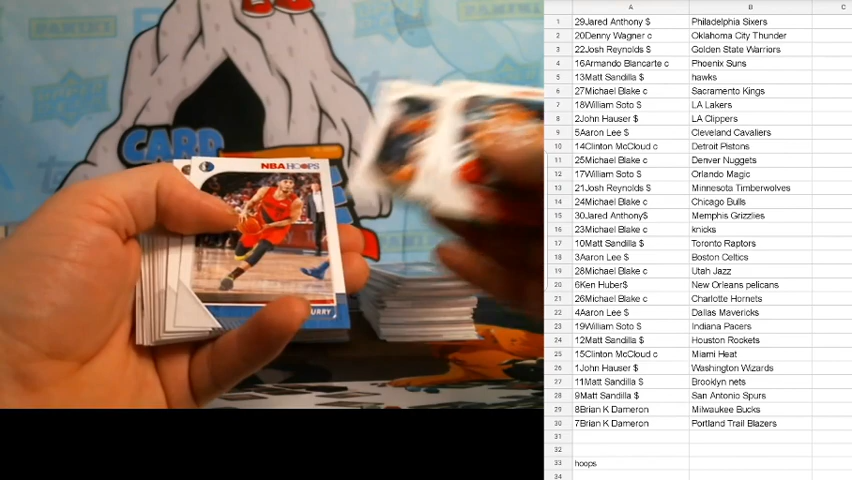 CARD
NBA HOOPS
URRY
A B C
1 29Jared Anthony $ Philadelphia Sixers
2 20Denny Wagner c Oklahoma City Thunder
3 22Josh Reynolds $ Golden State Warriors
4 16Armando Blancarte c Phoenix Suns
5 13Matt Sandilla $ hawks
6 27Michael Blake c Sacramento Kings
7 18William Soto $ LA Lakers
8 2John Hauser $ LA Clippers
9 5Aaron Lee $ Cleveland Cavaliers
10 14Clinton McCloud c Detroit Pistons
11 25Michael Blake c Denver Nuggets
12 17William Soto $ Orlando Magic
13 21Josh Reynolds $ Minnesota Timberwolves
14 24Michael Blake c Chicago Bulls
15 30Jared Anthony$ Memphis Grizzlies
16 23Michael Blake c knicks
17 10Matt Sandilla $ Toronto Raptors
18 3Aaron Lee $ Boston Celtics
19 28Michael Blake c Utah Jazz
20 6Ken Huber$ New Orleans pelicans
21 26Michael Blake c Charlotte Hornets
22 4Aaron Lee $ Dallas Mavericks
23 19William Soto $ Indiana Pacers
24 12Matt Sandilla $ Houston Rockets
25 15Clinton McCloud c Miami Heat
26 1John Hauser $ Washington Wizards
27 11Matt Sandilla $ Brooklyn nets
28 9Matt Sandilla $ San Antonio Spurs
29 8Brian K Dameron Milwaukee Bucks
30 7Brian K Dameron Portland Trail Blazers
31
32
33 hoops
34